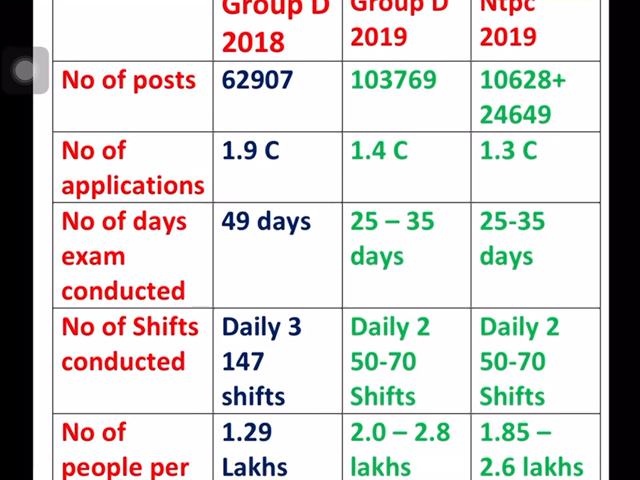 Group D
Group D
Ntpc
2018
2019
2019
No of posts
62907
103769
10628+
24649
No of
applications
1.9 C
1.4 C
1.3 C
No of days
exam
conducted
49 days
25 – 35
days
25-35
days
No of Shifts
conducted
Daily 3
147
shifts
Daily 2
50-70
Shifts
Daily 2
50-70
Shifts
No of
people per
1.29
Lakhs
2.0 – 2.8
lakhs
1.85 –
2.6 lakhs